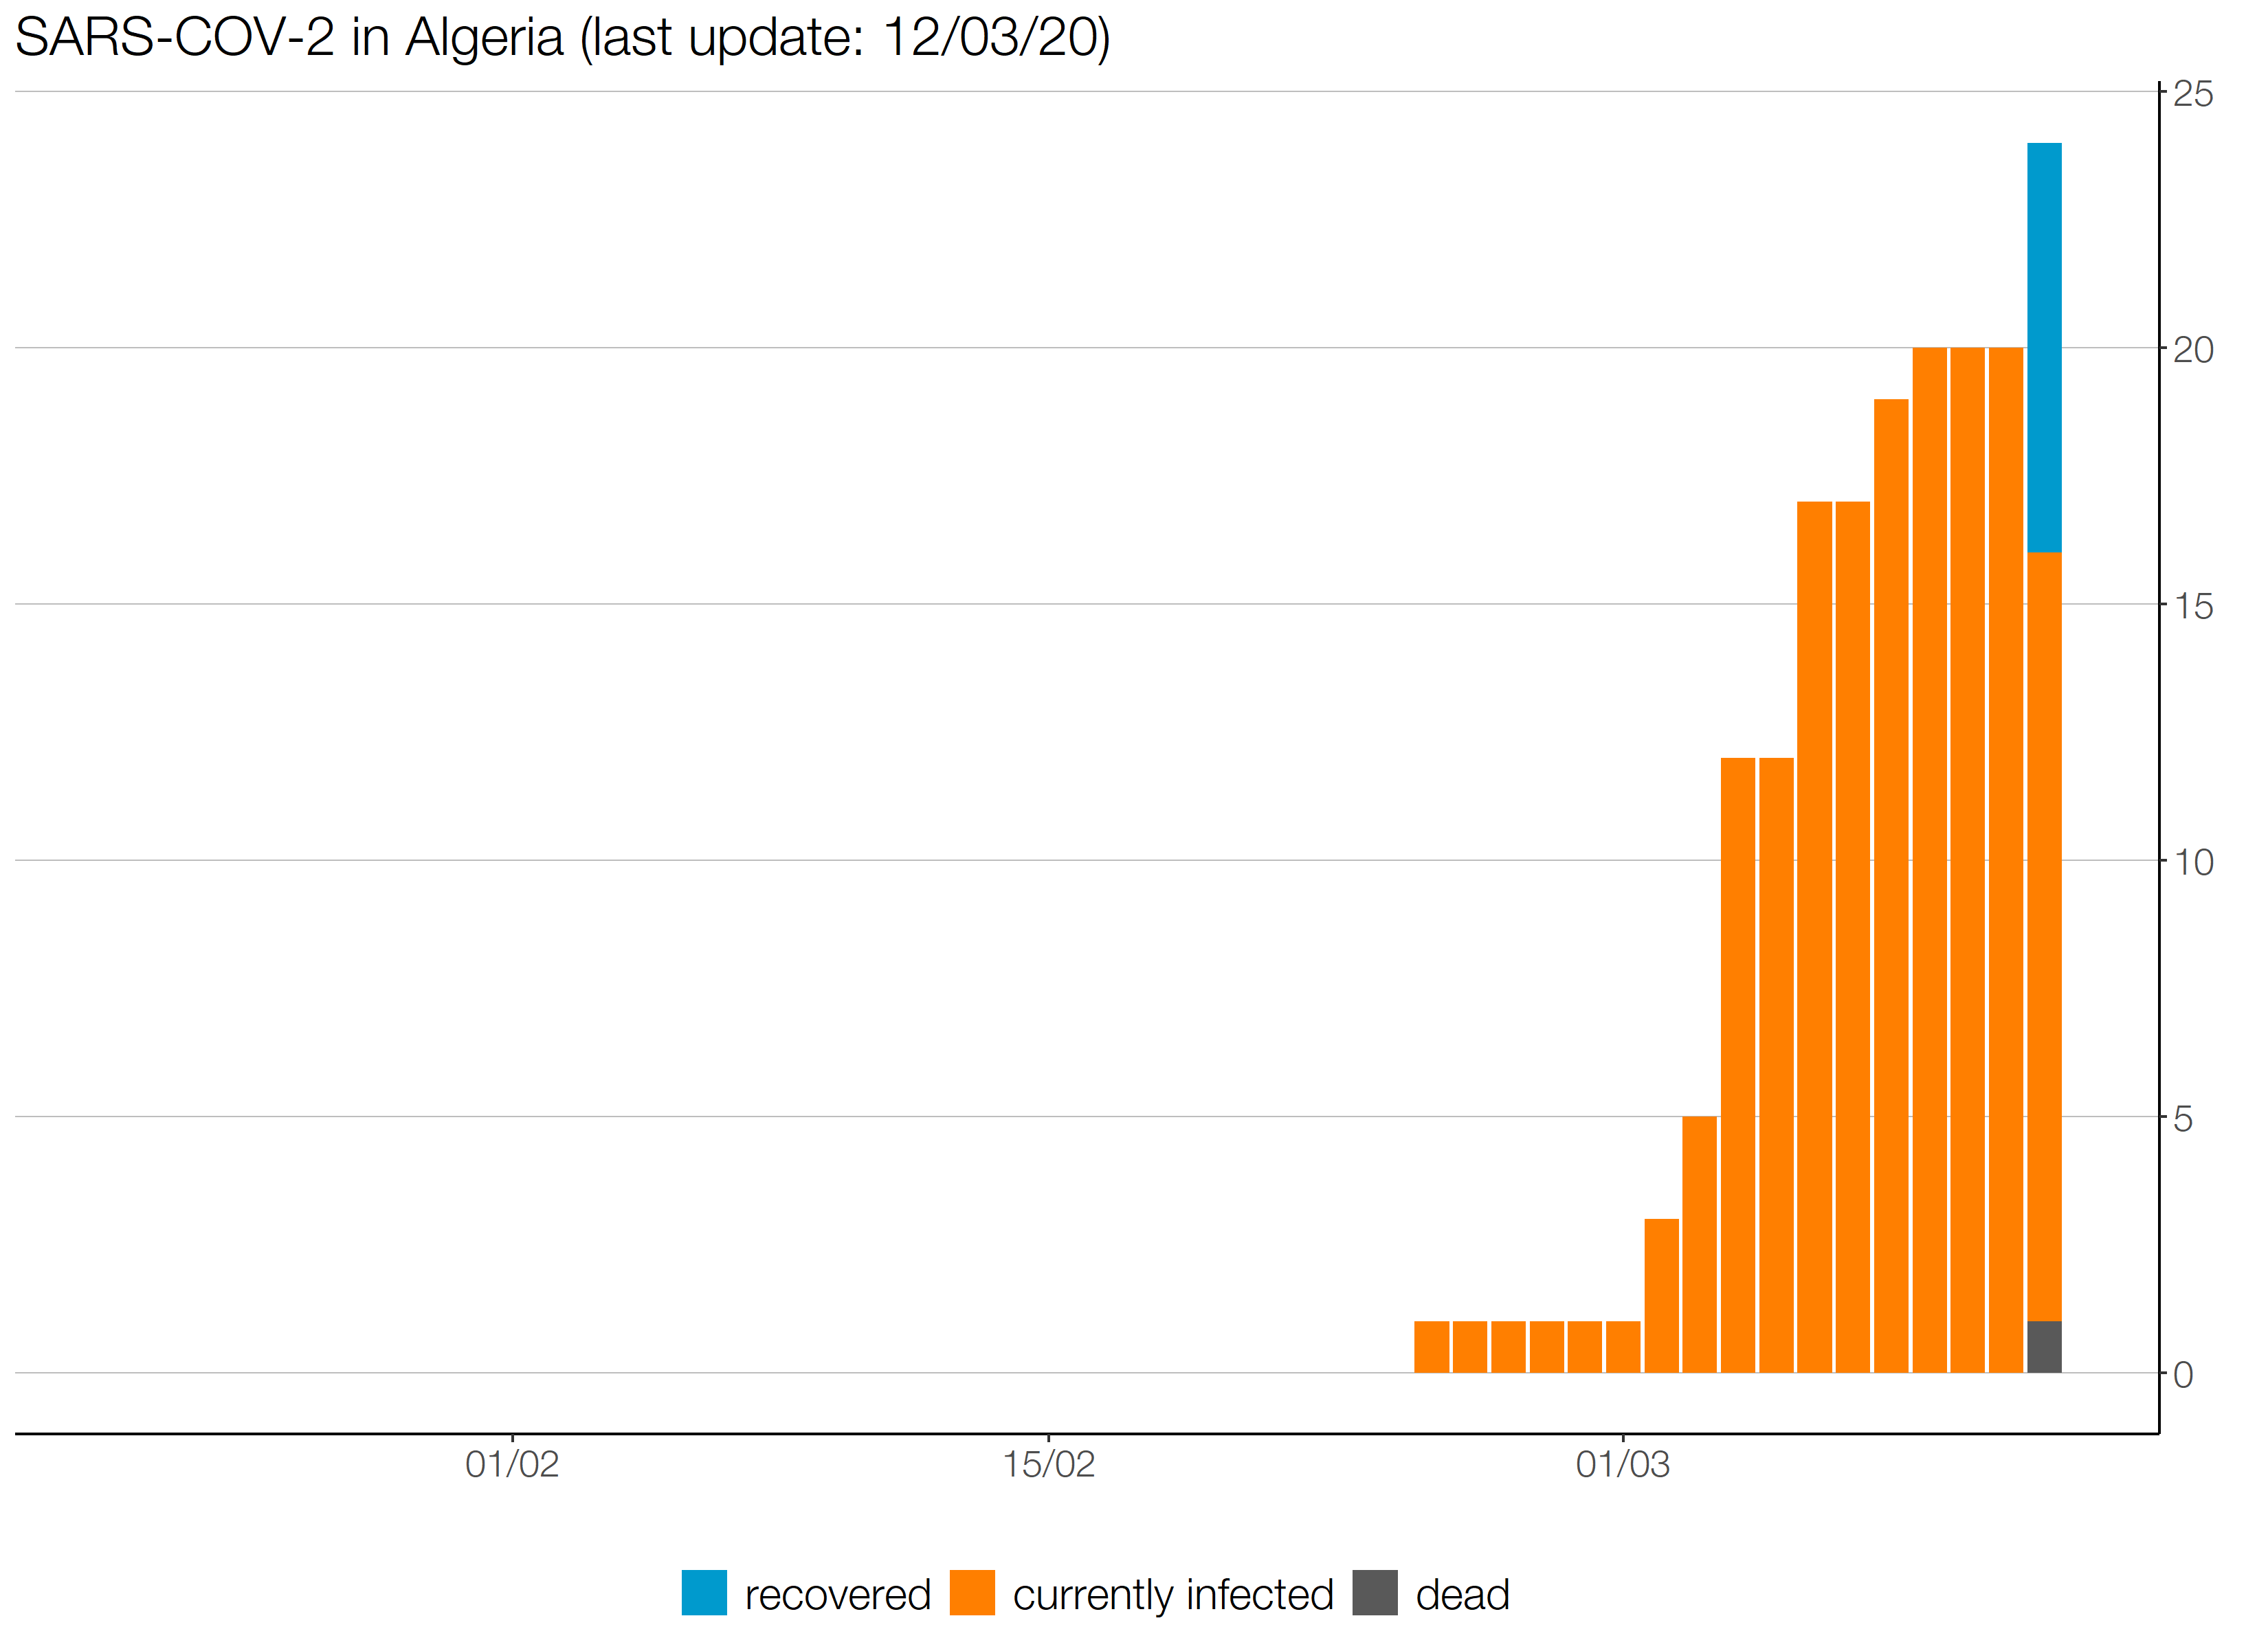 SARS-COV-2 in Algeria (last update: 12/03/20)
25
20
15
10
5
0
01/02 15/02 01/03
recovered currently infected dead